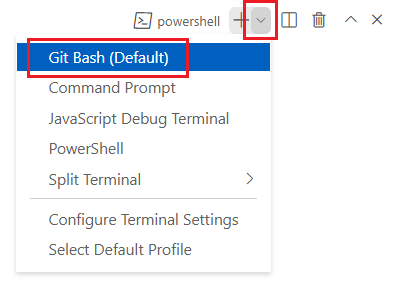 powershell
Git Bash (Default)
Command Prompt
JavaScript Debug Terminal
PowerShell
Split Terminal
Configure Terminal Settings
Select Default Profile